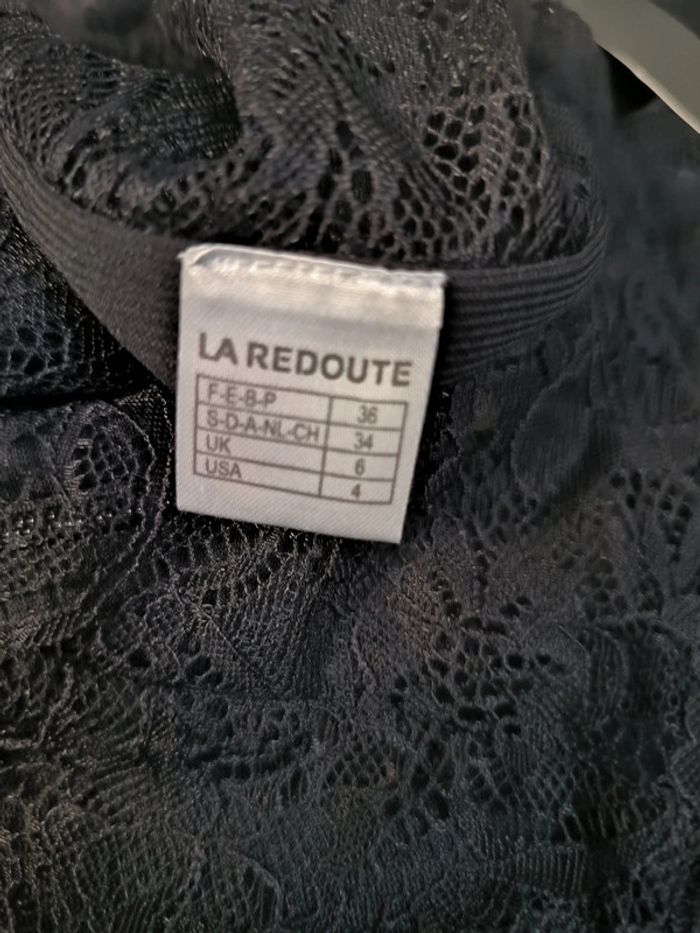 LA REDOUTE
F-E-B-P 36
S-D-A-NL-CH 34
UK 6
USA 4